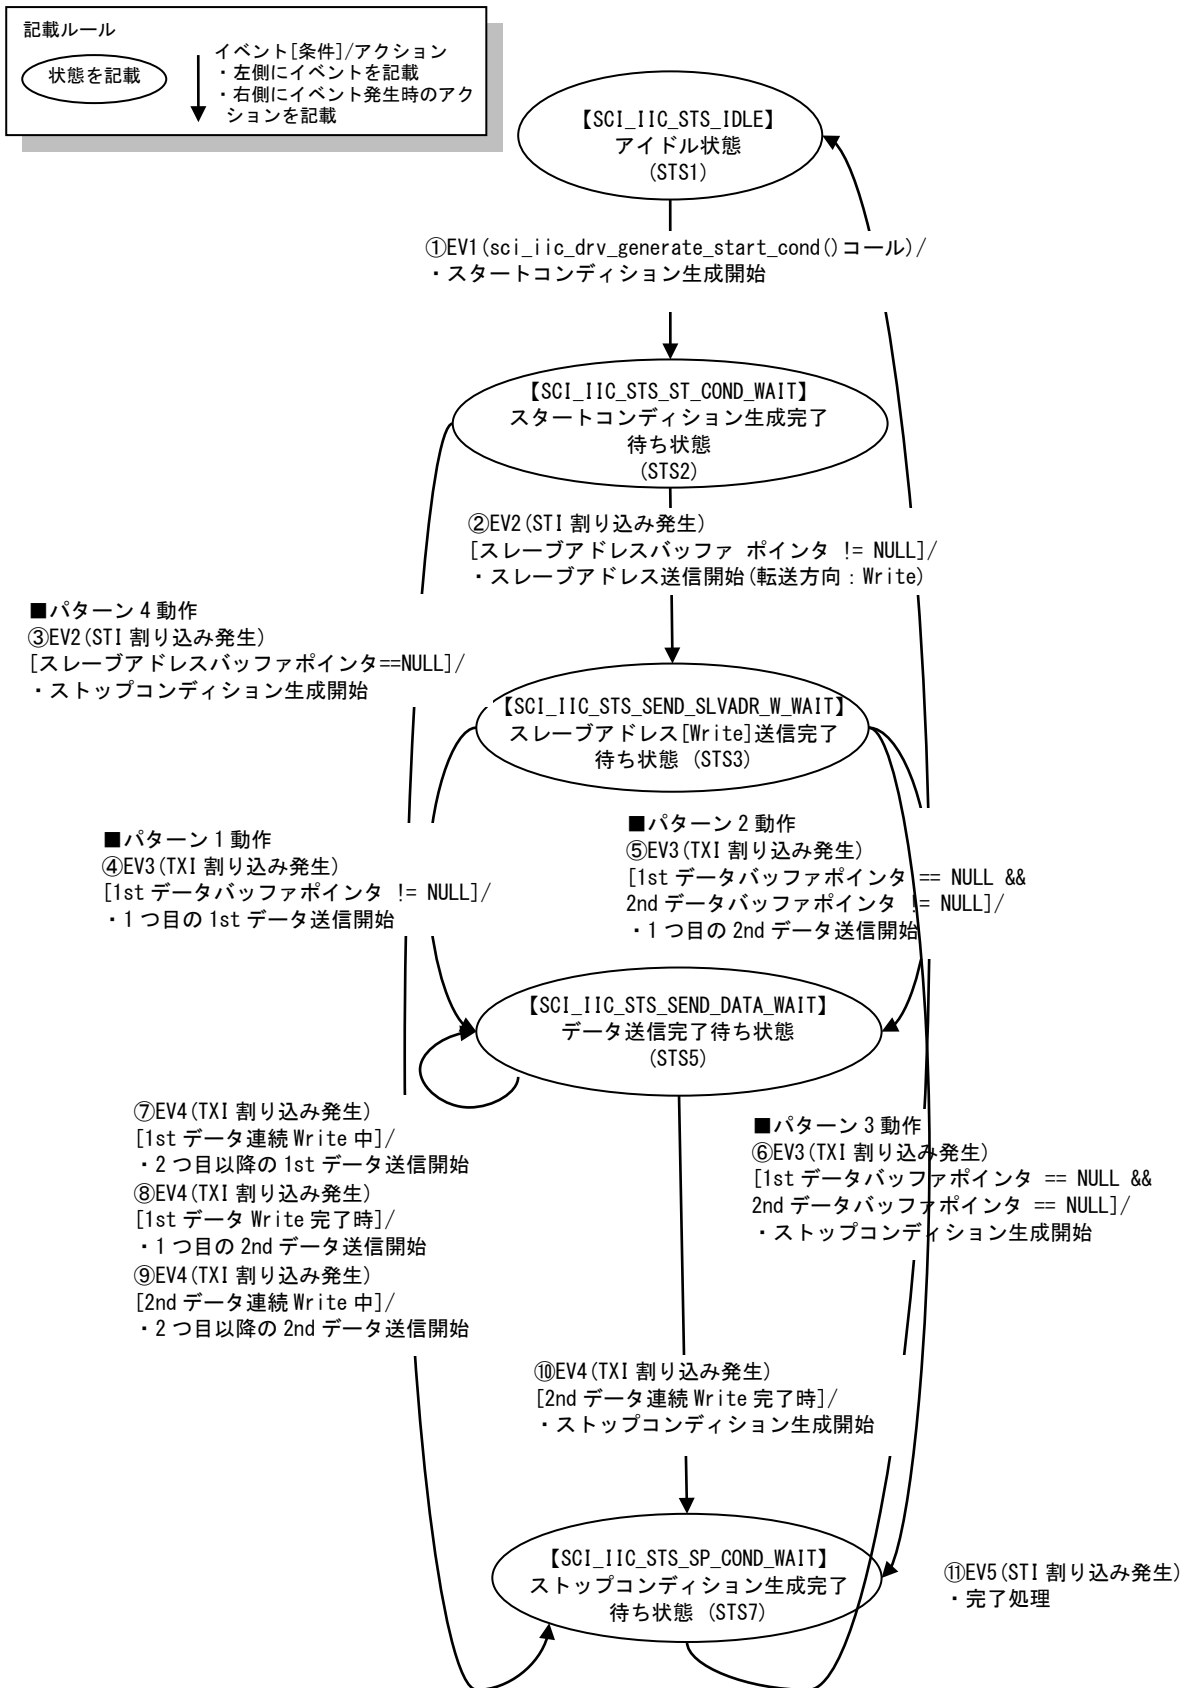 記載ルール
状態を記載
イベント[条件]/アクション
・左側にイベントを記載
・右側にイベント発生時のアク
ションを記載
【SCI_IIC_STS_IDLE】
アイドル状態
(STS1)
①EV1(sci_iic_drv_generate_start_cond()コール)/
・スタートコンディション生成開始
【SCI_IIC_STS_ST_COND_WAIT】
スタートコンディション生成完了
待ち状態
(STS2)
②EV2(STI 割り込み発生)
[スレーブアドレスバッファ ポインタ != NULL]/
・スレーブアドレス送信開始(転送方向：Write)
■パターン 4 動作
③EV2(STI 割り込み発生)
[スレーブアドレスバッファポインタ==NULL]/
・ストップコンディション生成開始
【SCI_IIC_STS_SEND_SLVADR_W_WAIT】
スレーブアドレス[Write]送信完了
待ち状態 (STS3)
■パターン 1 動作
④EV3(TXI 割り込み発生)
[1st データバッファポインタ != NULL]/
・1 つ目の 1st データ送信開始
■パターン 2 動作
⑤EV3(TXI 割り込み発生)
[1st データバッファポインタ == NULL &&
2nd データバッファポインタ != NULL]/
・1 つ目の 2nd データ送信開始
【SCI_IIC_STS_SEND_DATA_WAIT】
データ送信完了待ち状態
(STS5)
⑦EV4(TXI 割り込み発生)
[1st データ連続 Write 中]/
・2 つ目以降の 1st データ送信開始
⑧EV4(TXI 割り込み発生)
[1st データ Write 完了時]/
・1 つ目の 2nd データ送信開始
⑨EV4(TXI 割り込み発生)
[2nd データ連続 Write 中]/
・2 つ目以降の 2nd データ送信開始
■パターン 3 動作
⑥EV3(TXI 割り込み発生)
[1st データバッファポインタ == NULL &&
2nd データバッファポインタ == NULL]/
・ストップコンディション生成開始
⑩EV4(TXI 割り込み発生)
[2nd データ連続 Write 完了時]/
・ストップコンディション生成開始
【SCI_IIC_STS_SP_COND_WAIT】
ストップコンディション生成完了
待ち状態 (STS7)
⑪EV5(STI 割り込み発生)
・完了処理